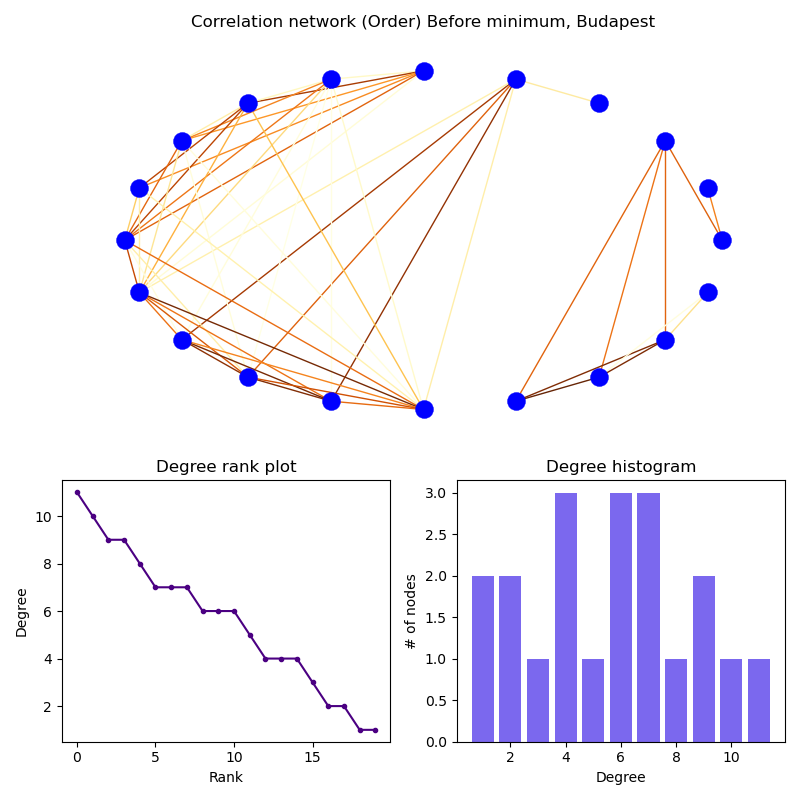 Correlation network (Order) Before minimum, Budapest
Degree rank plot
Degree
10
8
6
4
2
0 5 10 15
Rank
Degree histogram
# of nodes
3.0
2.5
2.0
1.5
1.0
0.5
0.0
2 4 6 8 10
Degree